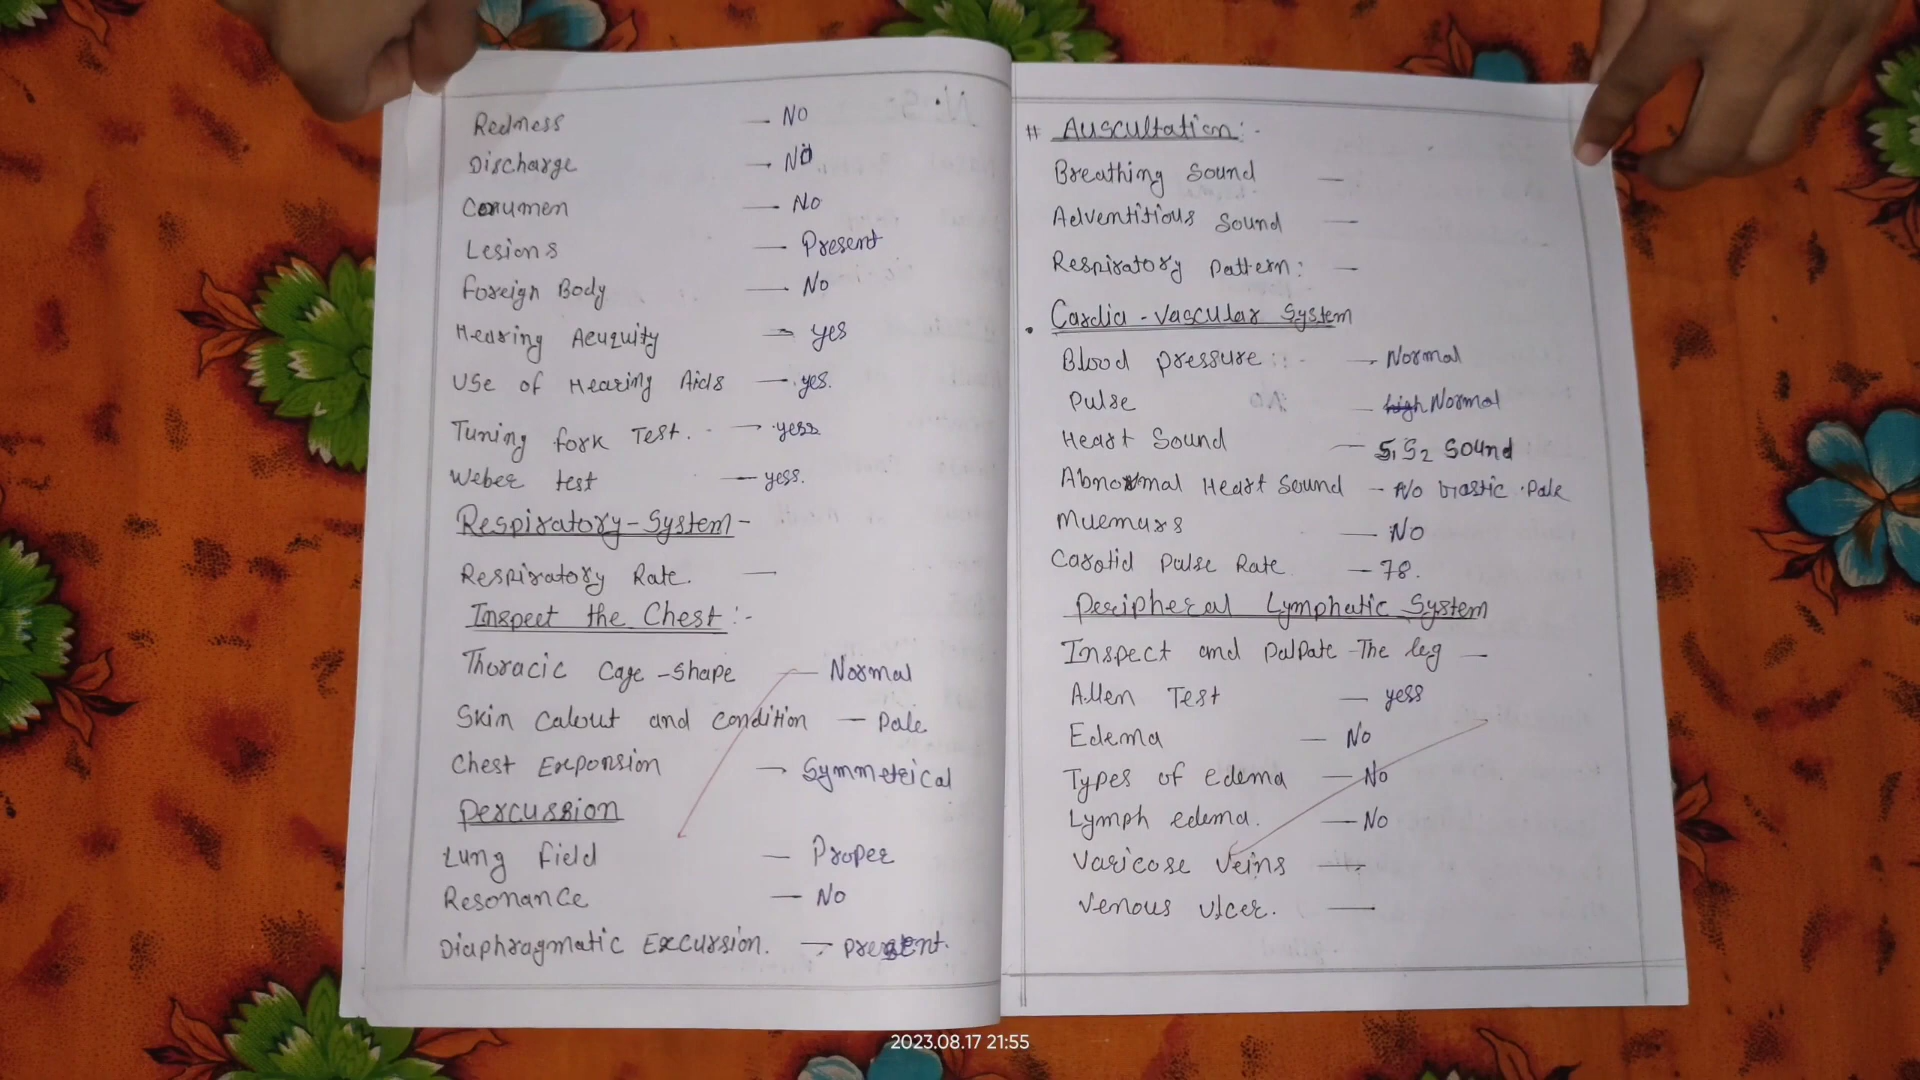 Redness — No
Discharge — No
Cerumen — No
Lesions — Present
Foreign Body — No
Hearing Acuquity — yes
Use of Hearing Aids — yes.
Tuning fork Test. — yess
Weber test — yess.
Respiratory-System-
Respiratory Rate. —
Inspect the Chest :-
Thoracic Cage-shape — Normal
Skin Colout and condition — Pale
Chest Exponsion — Symmetrical
Percussion
Lung field — Proper
Resonance — No
Diaphragmatic Excursion. — present.
# Auscultation:-
Breathing Sound —
Adventitious Sound —
Respiratory Pattern: —
• Cardia-Vascular System
Blood pressure :- — Normal
Pulse — high Normal
Heart Sound — S1 S2 Sound
Abnormal Heart Sound — No Pale
Muemurs — No
Carotid Pulse Rate — 78.
Peripheral Lymphatic System
Inspect and Palpate The leg —
Allen Test — yess
Edema — No
Types of edema — No
Lymph edema. — No
Varicose Veins —
Venous Ulcer. —
2023.08.17 21:55